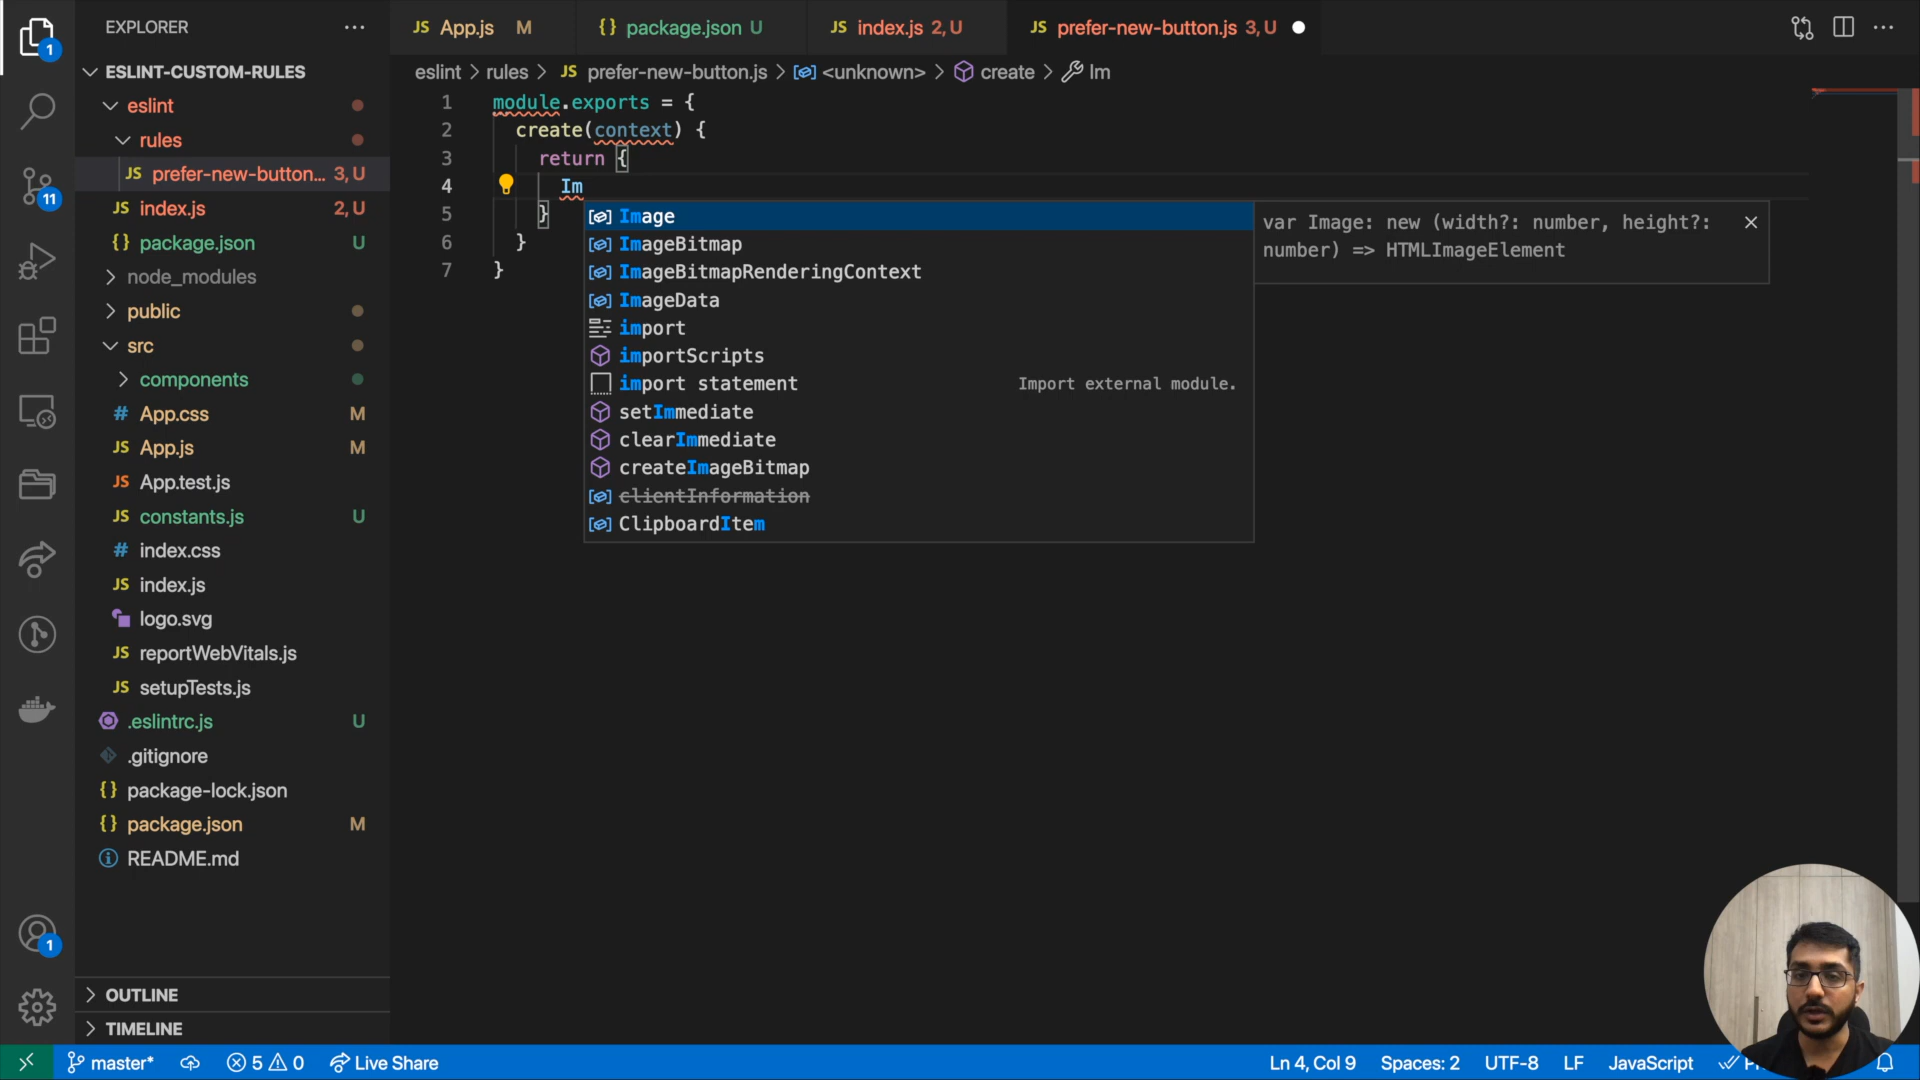 EXPLORER
ESLINT-CUSTOM-RULES
eslint
rules
JS prefer-new-button... 3, U
JS index.js 2, U
{} package.json U
node_modules
public
src
components
# App.css M
JS App.js M
JS App.test.js
JS constants.js U
# index.css
JS index.js
logo.svg
JS reportWebVitals.js
JS setupTests.js
.eslintrc.js U
.gitignore
{} package-lock.json
{} package.json M
README.md
OUTLINE
TIMELINE
1
11
1
JS App.js M
{} package.json U
JS index.js 2, U
JS prefer-new-button.js 3, U
eslint > rules > JS prefer-new-button.js > <unknown> > create > Im
1 module.exports = {
2 create(context) {
3 return {
4 Im
5 }
6 }
7 }
Image
ImageBitmap
ImageBitmapRenderingContext
ImageData
import
importScripts
import statement Import external module.
setImmediate
clearImmediate
createImageBitmap
clientInformation
ClipboardItem
var Image: new (width?: number, height?:
number) => HTMLImageElement
master* 5 0 Live Share
Ln 4, Col 9 Spaces: 2 UTF-8 LF JavaScript